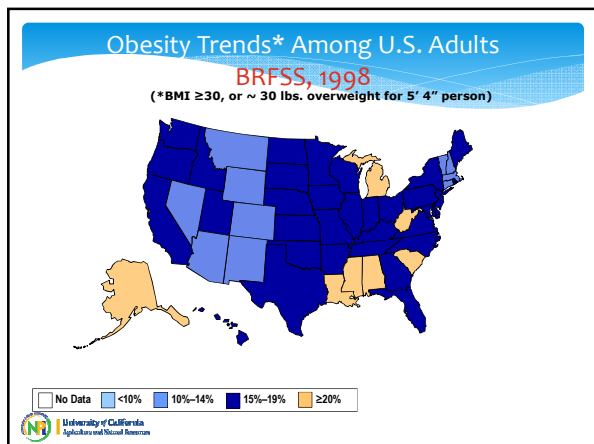 Obesity Trends* Among U.S. Adults
BRFSS, 1998
(*BMI ≥30, or ~ 30 lbs. overweight for 5’ 4” person)
No Data <10% 10%–14% 15%–19% ≥20%
University of California
Agriculture and Natural Resources